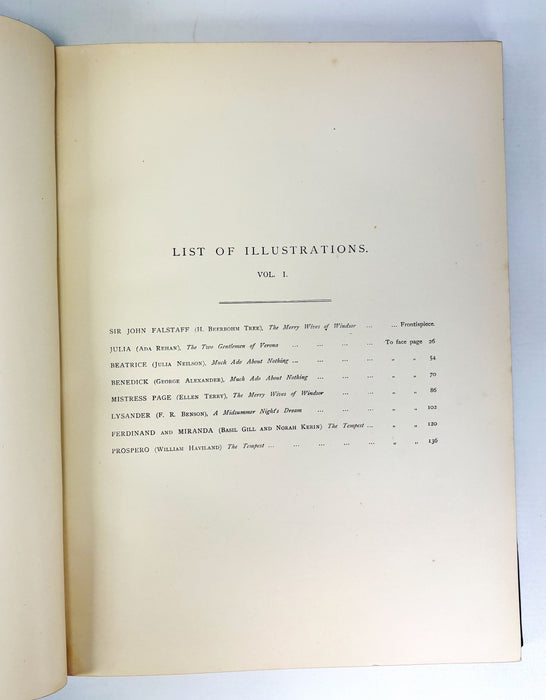 LIST OF ILLUSTRATIONS.
VOL. I.
SIR JOHN FALSTAFF (H. BEERBOHM TREE), The Merry Wives of Windsor ... ... Frontispiece.
JULIA (ADA REHAN), The Two Gentlemen of Verona ... ... ... ... To face page 26
BEATRICE (JULIA NEILSON), Much Ado About Nothing ... ... ... ... „ „ 54
BENEDICK (GEORGE ALEXANDER), Much Ado About Nothing ... ... ... „ „ 70
MISTRESS PAGE (ELLEN TERRY), The Merry Wives of Windsor ... ... „ „ 86
LYSANDER (F. R. BENSON), A Midsummer Night's Dream ... ... ... „ „ 102
FERDINAND AND MIRANDA (BASIL GILL AND NORAH KERIN) The Tempest ... „ „ 120
PROSPERO (WILLIAM HAVILAND) The Tempest ... ... ... ... ... „ „ 136